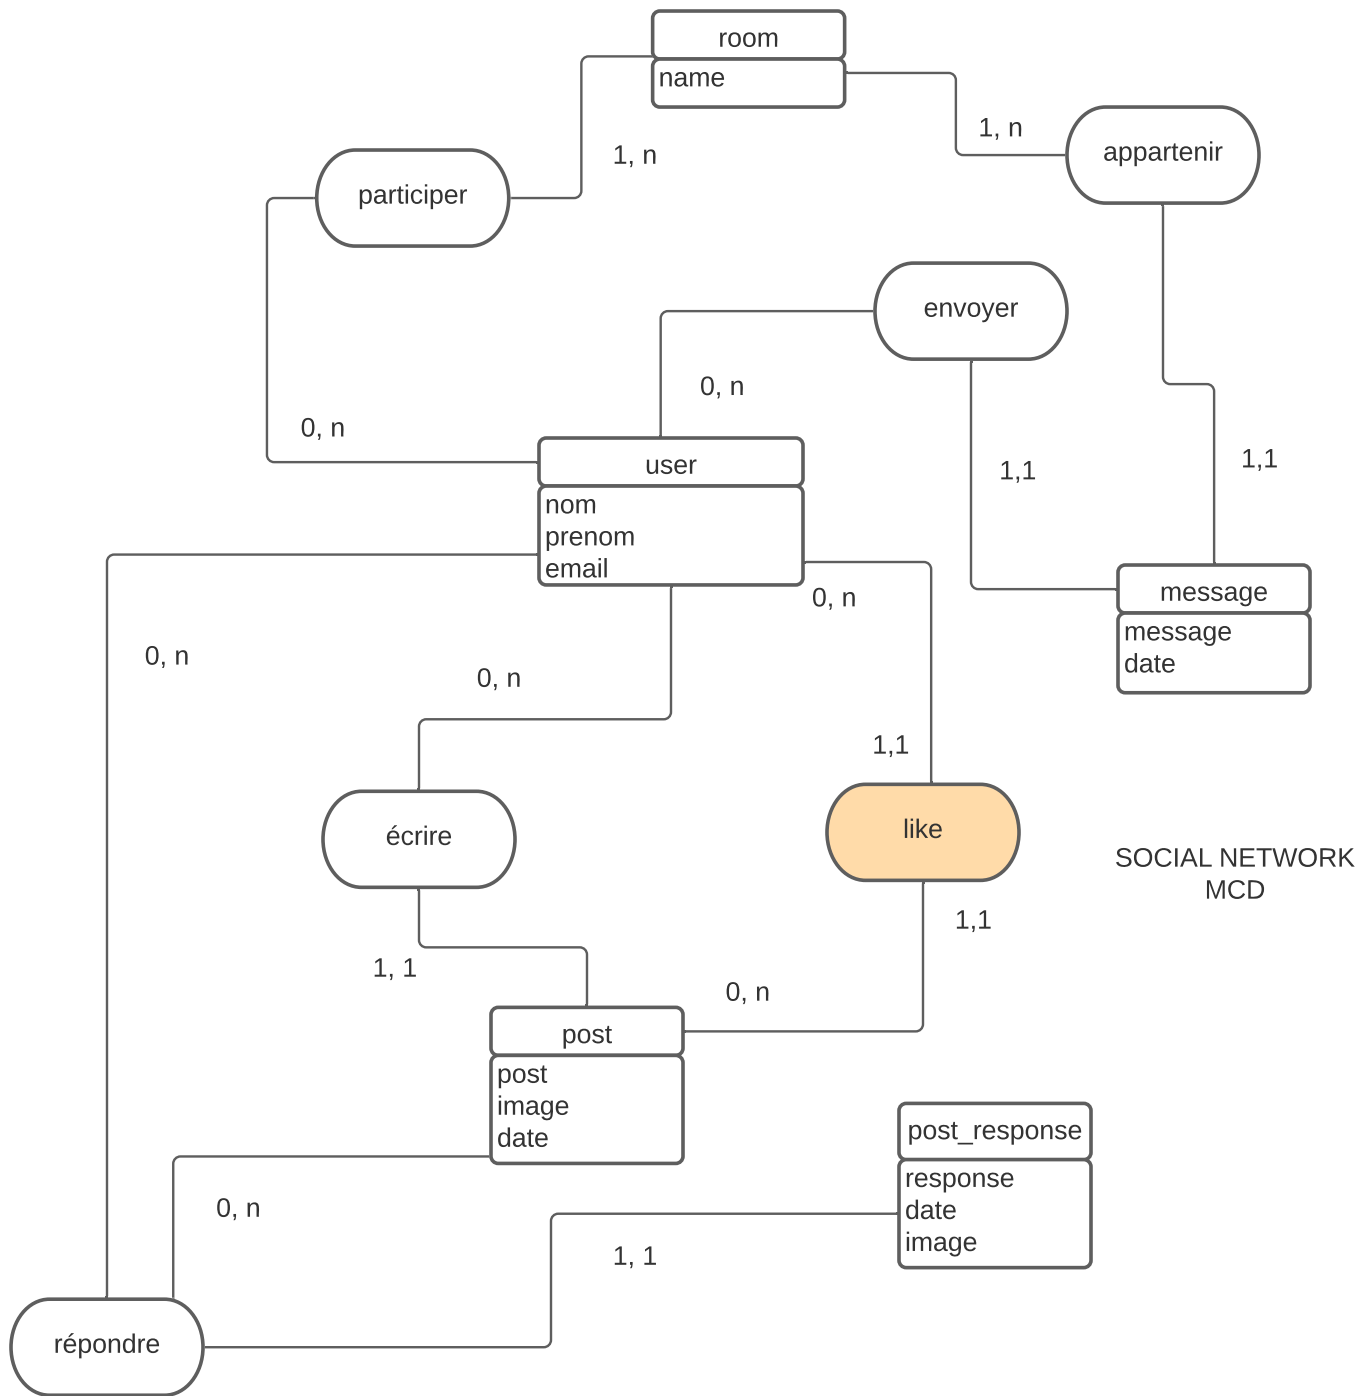 room
name
1, n
appartenir
1, n
participer
envoyer
0, n
0, n
user
nom
prenom
email
1,1
1,1
message
message
date
0, n
0, n
0, n
1,1
écrire
like
SOCIAL NETWORK
MCD
1,1
1, 1
0, n
post
post
image
date
post_response
response
date
image
0, n
1, 1
répondre